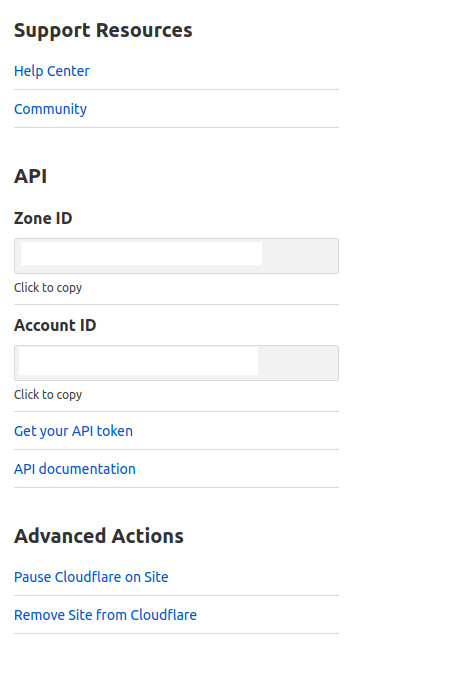 Support Resources
Help Center
Community
API
Zone ID
Click to copy
Account ID
Click to copy
Get your API token
API documentation
Advanced Actions
Pause Cloudflare on Site
Remove Site from Cloudflare